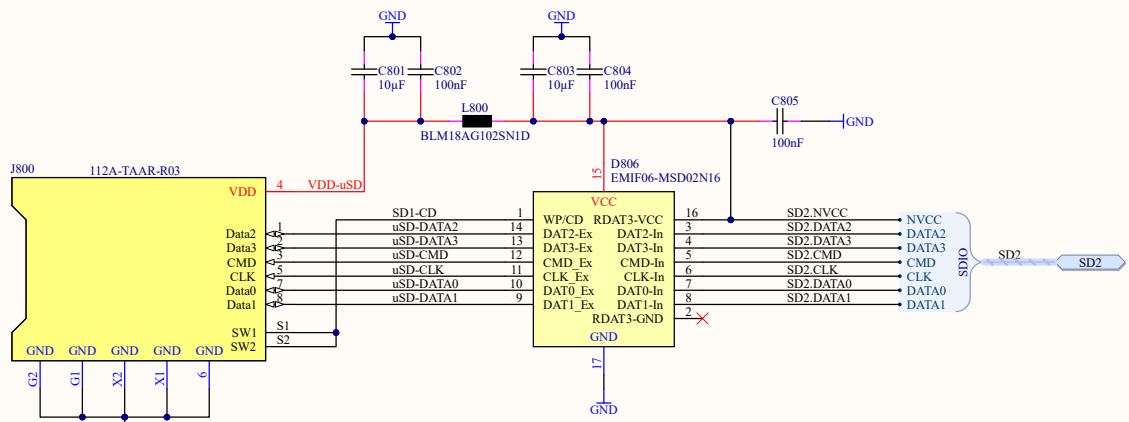 GND
GND
C801
10µF
C802
100nF
C803
10µF
C804
100nF
L800
BLM18AG102SN1D
C805
100nF
GND
J800
112A-TAAR-R03
D806
EMIF06-MSD02N16
VDD
4
VDD-uSD
15
VCC
SD1-CD
1
WP/CD
RDAT3-VCC
16
SD2.NVCC
NVCC
Data2
1
uSD-DATA2
14
DAT2-Ex
DAT2-In
3
SD2.DATA2
DATA2
Data3
2
uSD-DATA3
13
DAT3-Ex
DAT3-In
4
SD2.DATA3
DATA3
CMD
3
uSD-CMD
12
CMD_Ex
CMD-In
5
SD2.CMD
CMD
CLK
5
uSD-CLK
11
CLK_Ex
CLK-In
6
SD2.CLK
CLK
Data0
7
uSD-DATA0
10
DAT0_Ex
DAT0-In
7
SD2.DATA0
DATA0
Data1
8
uSD-DATA1
9
DAT1_Ex
DAT1-In
8
SD2.DATA1
DATA1
RDAT3-GND
2
SDIO
SD2
SD2
SW1
S1
SW2
S2
GND
17
GND
GND
GND
GND
GND
GND
G2
G1
X2
X1
6